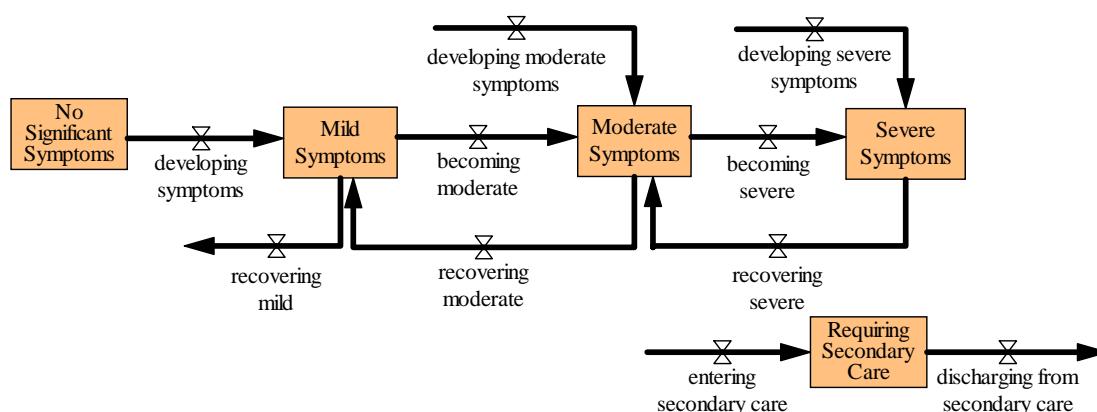 developing moderate
symptoms
developing severe
symptoms
No
Significant
Symptoms
developing
symptoms
Mild
Symptoms
becoming
moderate
Moderate
Symptoms
becoming
severe
Severe
Symptoms
recovering
mild
recovering
moderate
recovering
severe
entering
secondary care
Requiring
Secondary
Care
discharging from
secondary care